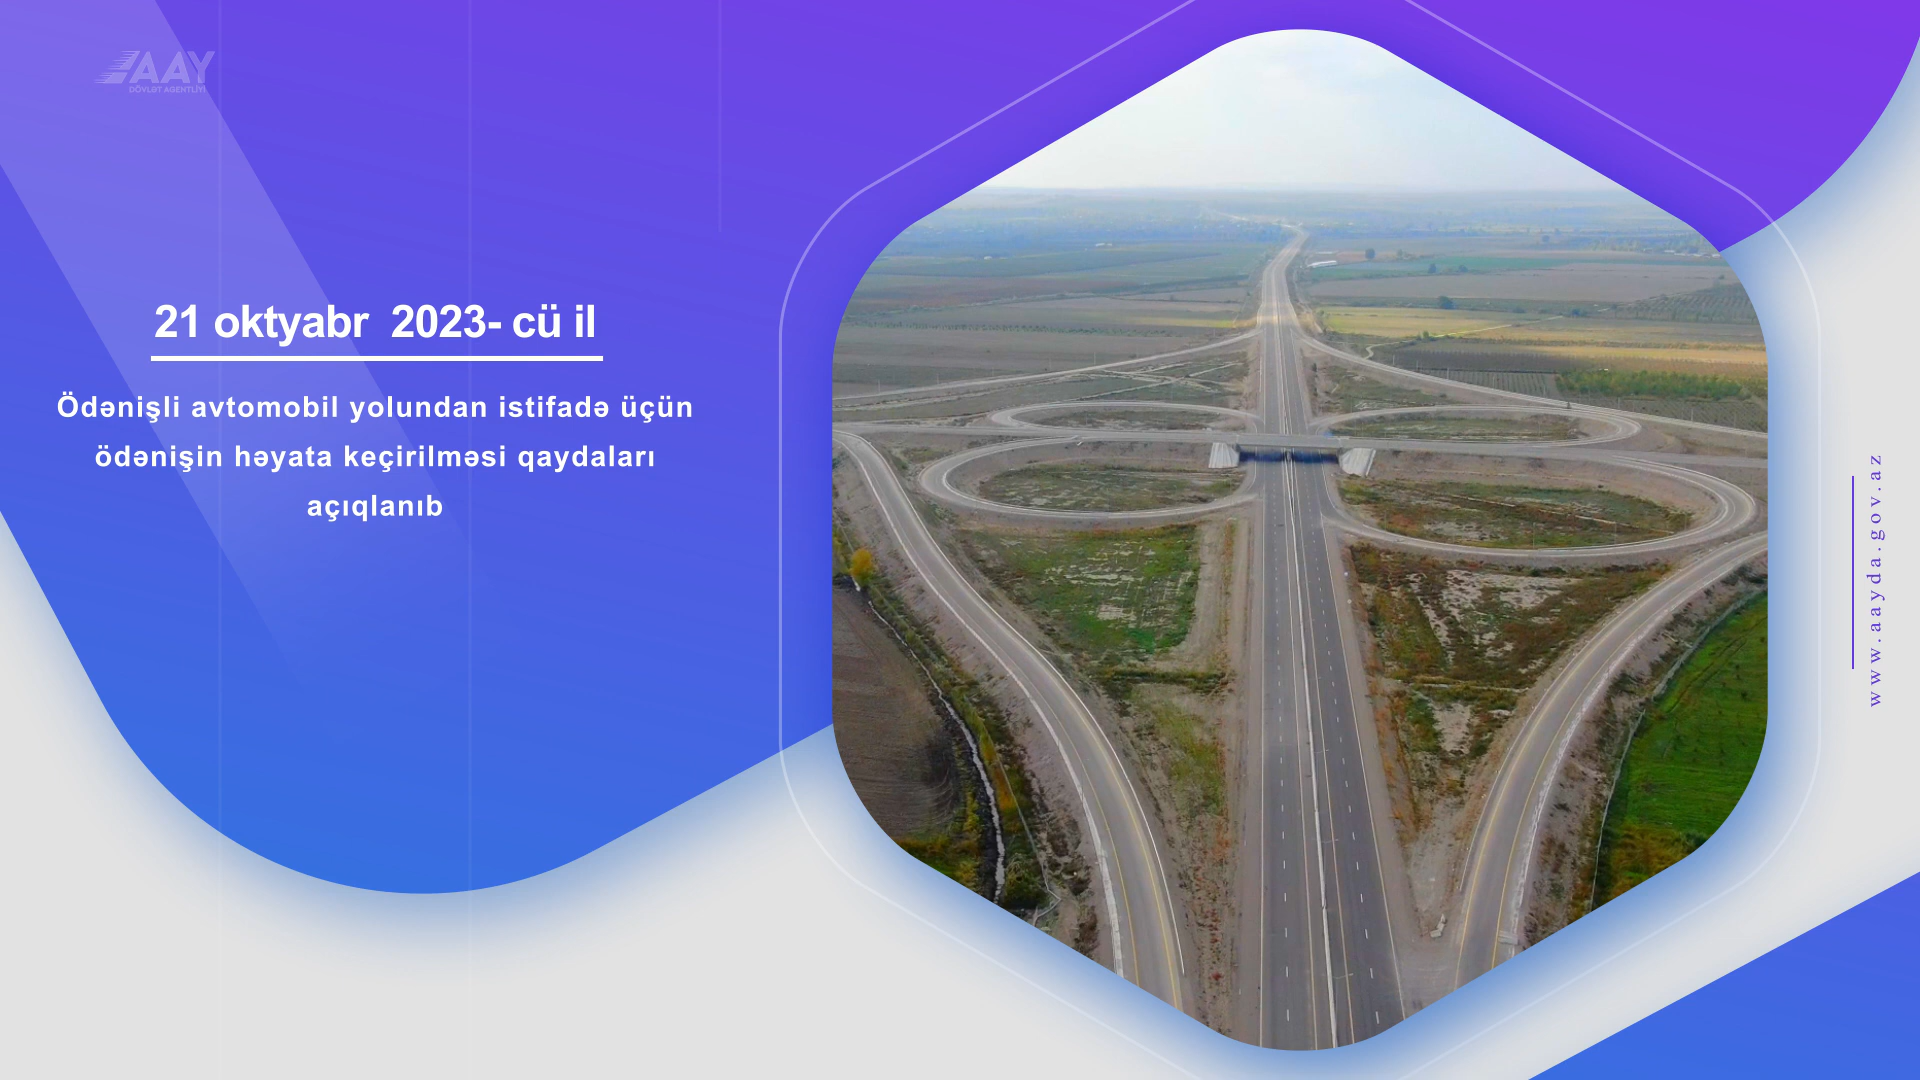 AAY
DÖVLƏT AGENTLİYİ
21 oktyabr 2023- cü il
Ödənişli avtomobil yolundan istifadə üçün
ödənişin həyata keçirilməsi qaydaları
açıqlanıb
www.aayda.gov.az